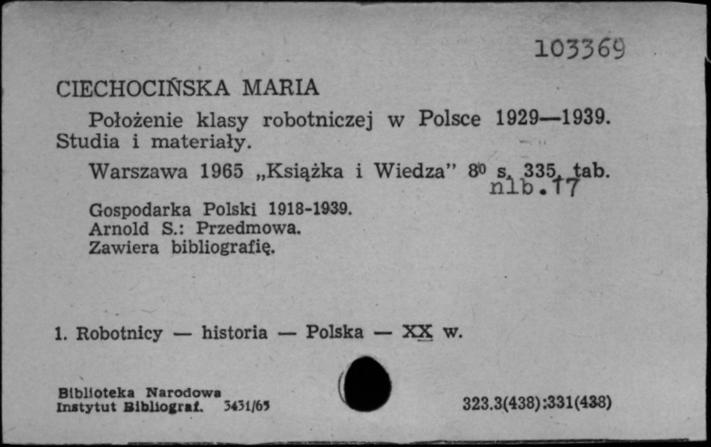 103369
CIECHOCIŃSKA MARIA
Położenie klasy robotniczej w Polsce 1929—1939.
Studia i materiały.
Warszawa 1965 „Książka i Wiedza” 8⁰ s. 335, tab.
nlb.17
Gospodarka Polski 1918-1939.
Arnold S.: Przedmowa.
Zawiera bibliografię.
1. Robotnicy — historia — Polska — XX w.
Biblioteka Narodowa
Instytut Bibliograf. 3431/65
323.3(438):331(438)